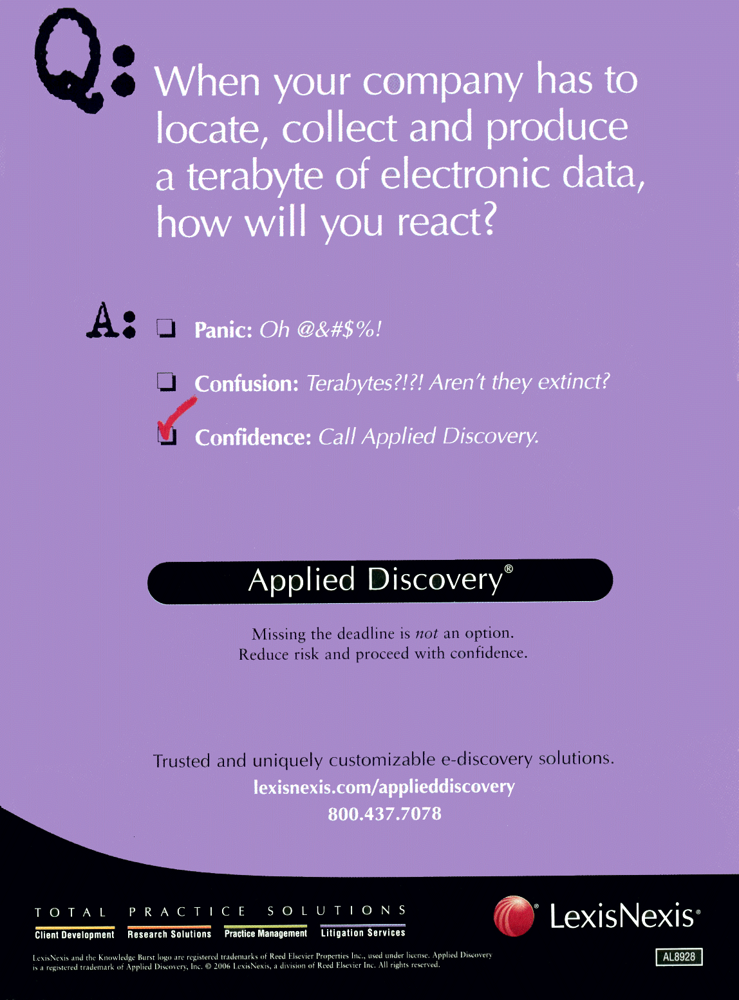 Q:
When your company has to
locate, collect and produce
a terabyte of electronic data,
how will you react?
A:
Panic: Oh @&#$%!
Confusion: Terabytes?!?! Aren't they extinct?
Confidence: Call Applied Discovery.
Applied Discovery®
Missing the deadline is not an option.
Reduce risk and proceed with confidence.
Trusted and uniquely customizable e-discovery solutions.
lexisnexis.com/applieddiscovery
800.437.7078
TOTAL PRACTICE SOLUTIONS
Client Development Research Solutions Practice Management Litigation Services
® LexisNexis®
LexisNexis and the Knowledge Burst logo are registered trademarks of Reed Elsevier Properties Inc., used under license. Applied Discovery
is a registered trademark of Applied Discovery, Inc. © 2006 LexisNexis, a division of Reed Elsevier Inc. All rights reserved.
AL8928